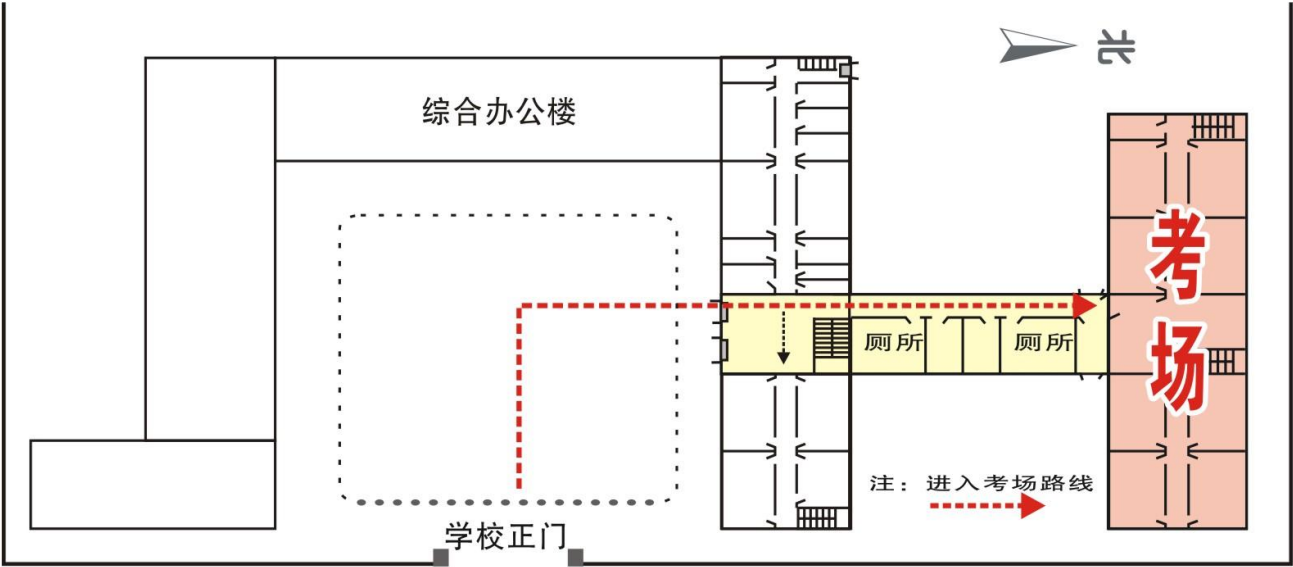 北
综合办公楼
考场
厕所
厕所
注：进入考场路线
学校正门